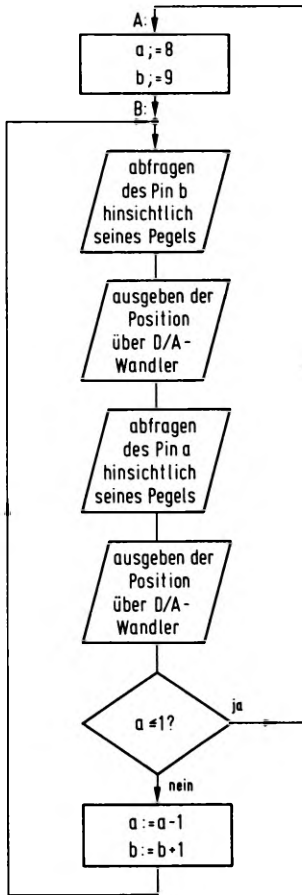 A:
a;=8
b;=9
B:
abfragen
des Pin b
hinsichtlich
seines Pegels
ausgeben der
Position
über D/A-
Wandler
abfragen
des Pin a
hinsichtlich
seines Pegels
ausgeben der
Position
über D/A-
Wandler
a≤1?
ja
nein
a:=a-1
b:=b+1